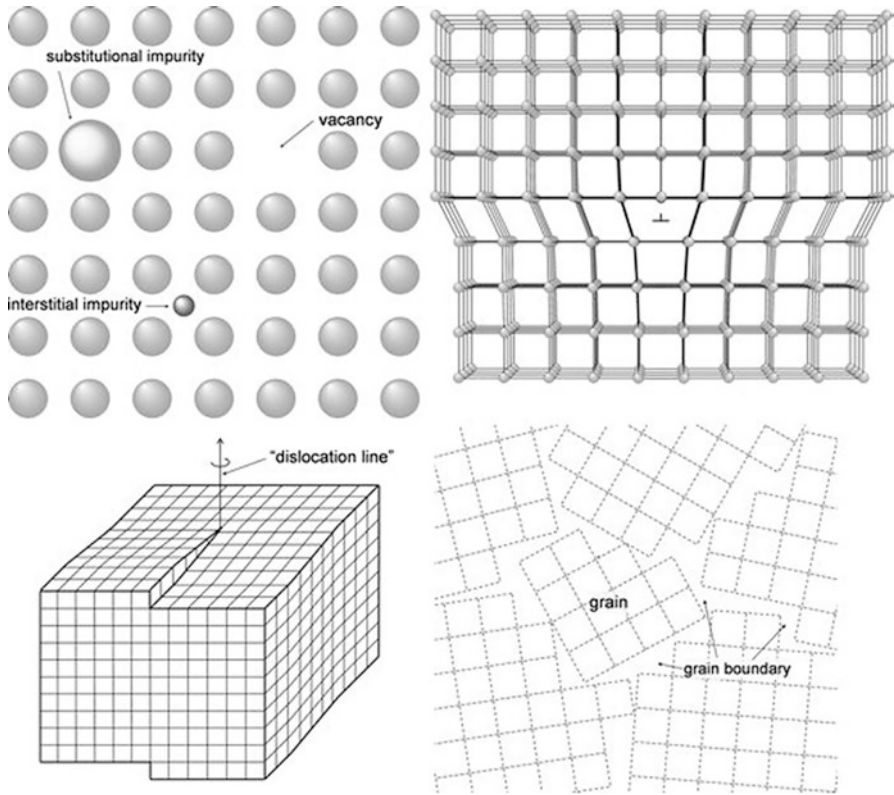 substitutional impurity
vacancy
interstitial impurity
⊥
"dislocation line"
grain
grain boundary